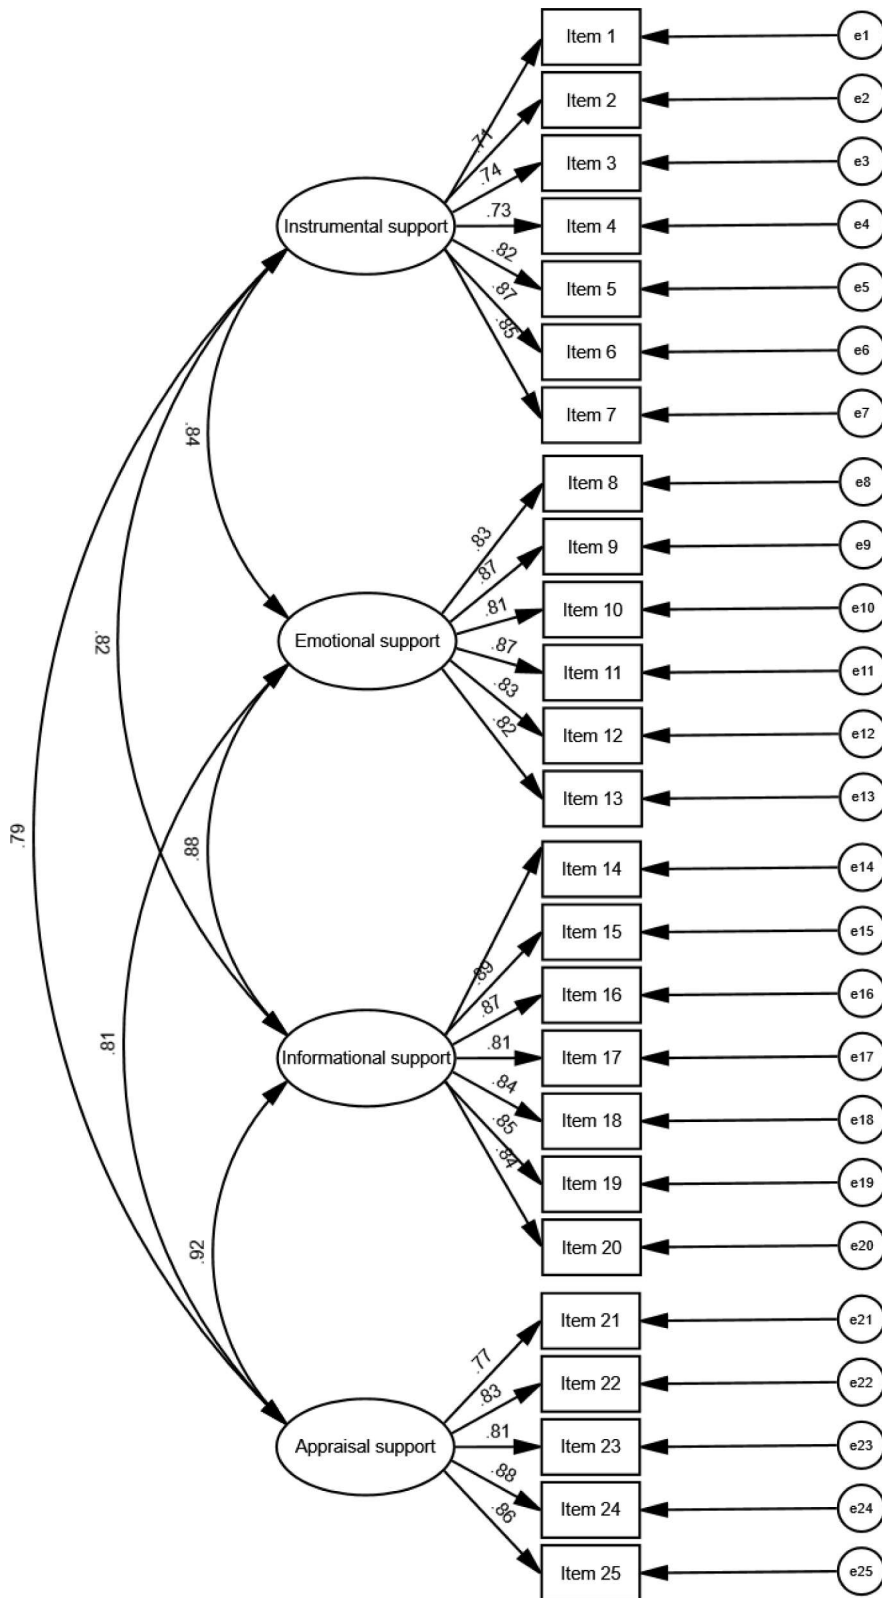 Item 1
e1
Item 2
e2
.71
Item 3
e3
.74
Instrumental support
.73
Item 4
e4
.82
Item 5
e5
.87
Item 6
e6
.85
Item 7
e7
.84
Item 8
e8
.83
Item 9
e9
.87
Item 10
e10
.81
Emotional support
.87
Item 11
e11
.83
Item 12
e12
.82
Item 13
e13
.82
.79
.88
Item 14
e14
Item 15
e15
.89
Item 16
e16
.87
Informational support
.81
Item 17
e17
.84
Item 18
e18
.85
Item 19
e19
.84
Item 20
e20
.81
.92
Item 21
e21
.77
Item 22
e22
.83
Appraisal support
.81
Item 23
e23
.88
Item 24
e24
.86
Item 25
e25